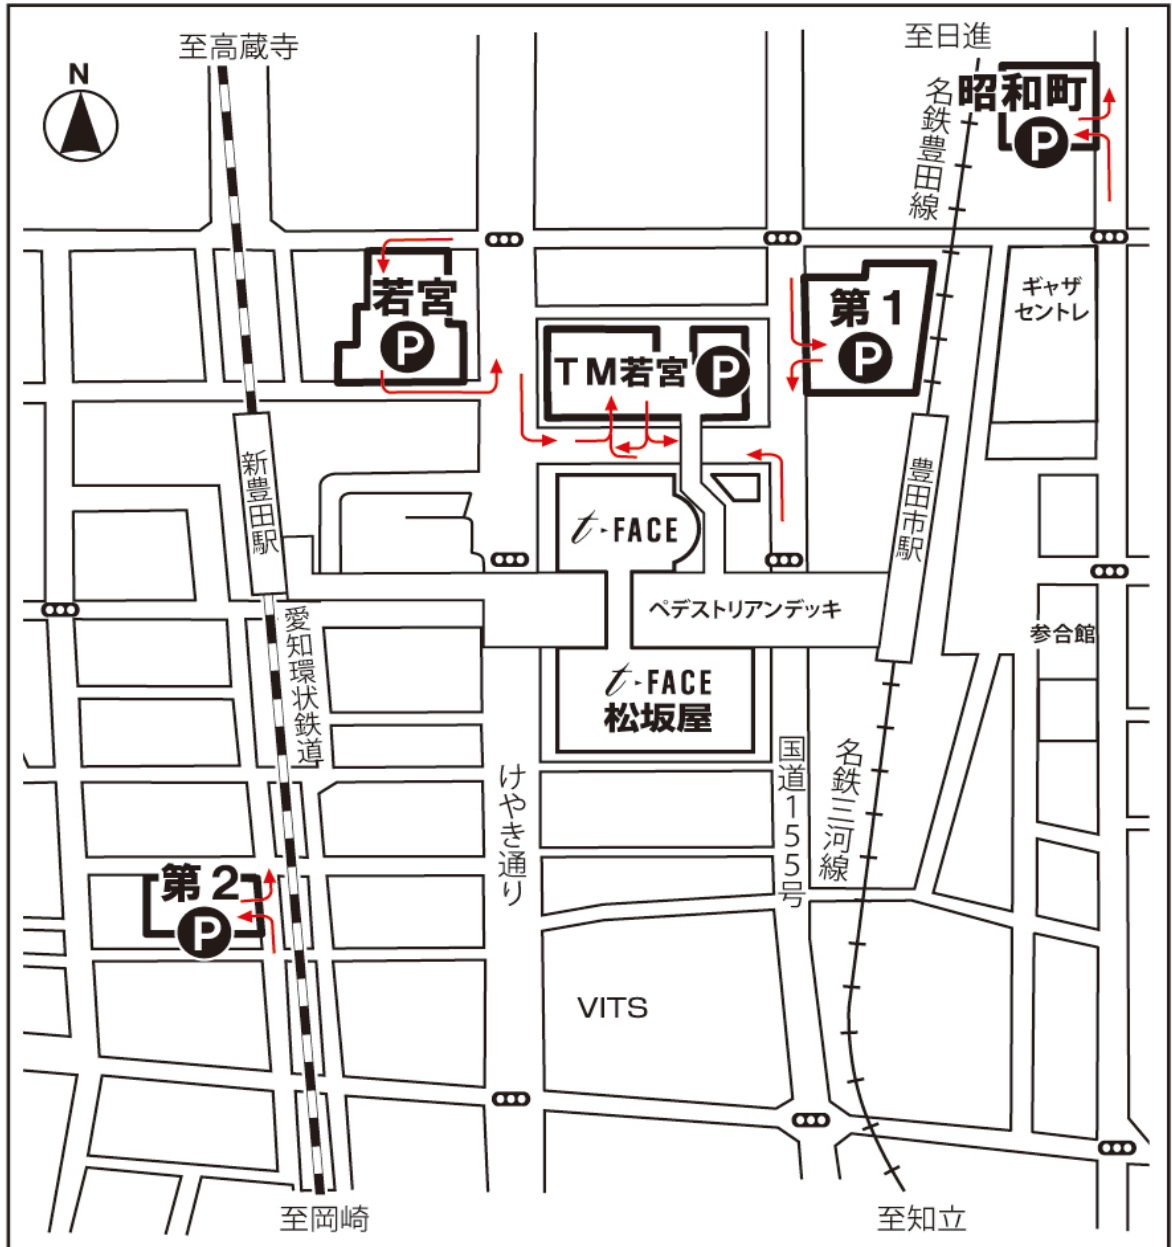 至高蔵寺
至日進
N
昭和町
P
名鉄豊田線
若宮
P
第1
P
ギャザ
セントレ
TM若宮
P
新豊田駅
豊田市駅
t-FACE
ペデストリアンデッキ
愛知環状鉄道
参合館
t-FACE
松坂屋
けやき通り
国道155号
名鉄三河線
第2
P
VITS
至岡崎
至知立